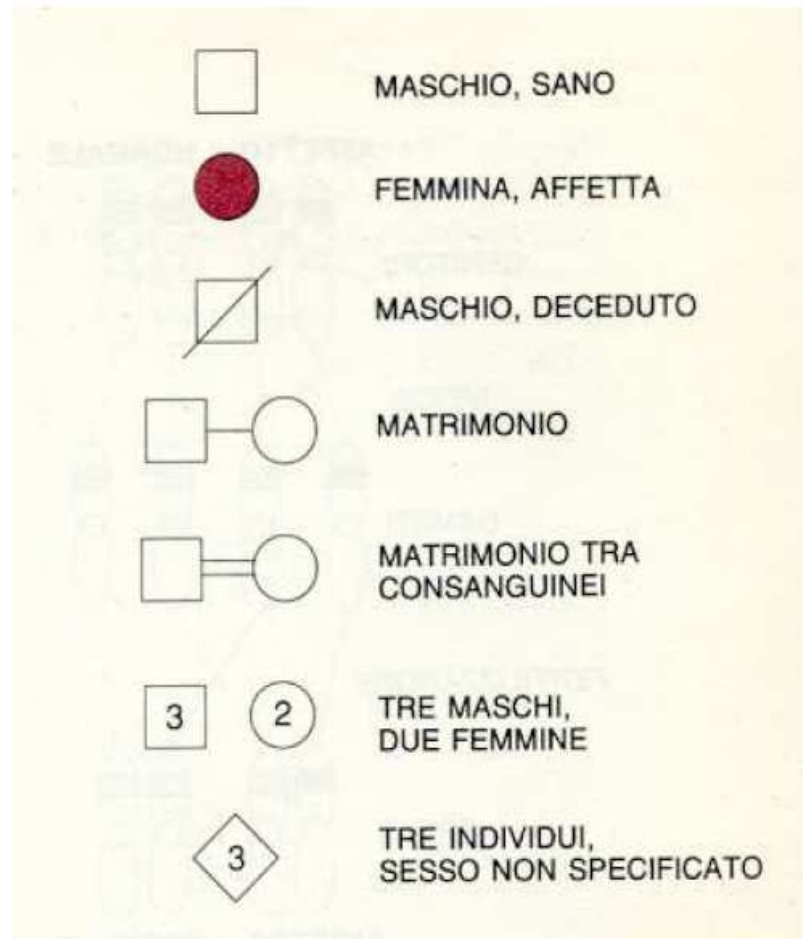 MASCHIO, SANO
FEMMINA, AFFETTA
MASCHIO, DECEDUTO
MATRIMONIO
MATRIMONIO TRA
CONSANGUINEI
3 2 TRE MASCHI,
DUE FEMMINE
3 TRE INDIVIDUI,
SESSO NON SPECIFICATO